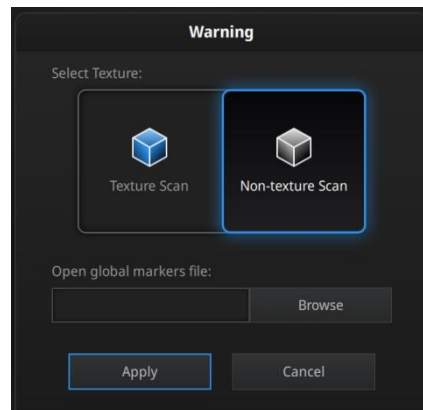 Warning
Select Texture:
Texture Scan
Non-texture Scan
Open global markers file:
Browse
Apply
Cancel